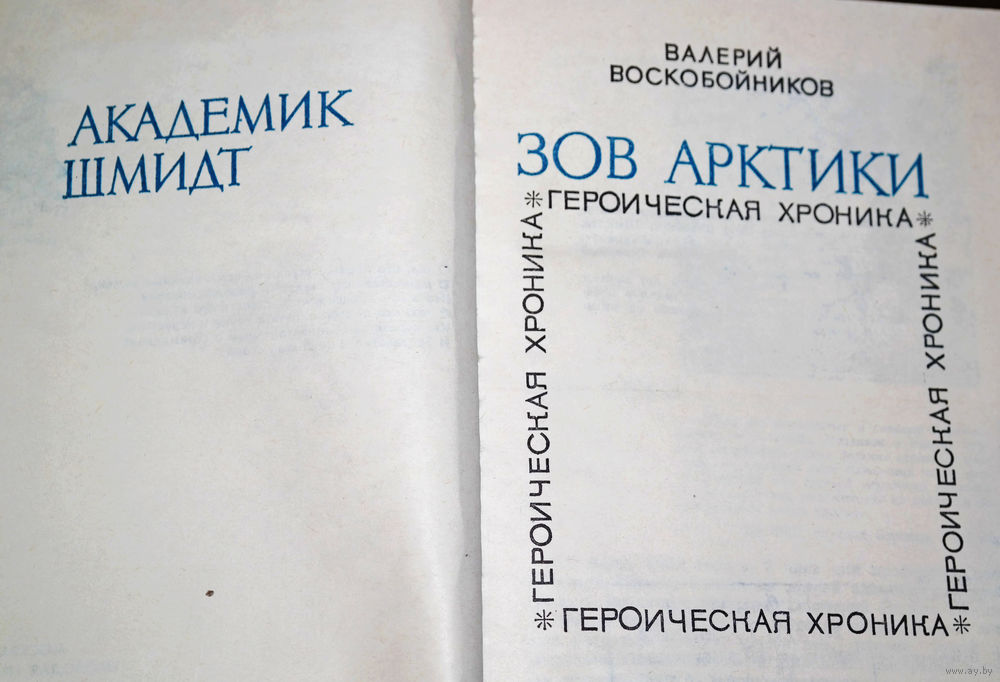 АКАДЕМИК
ШМИДТ
ВАЛЕРИЙ
ВОСКОБОЙНИКОВ
ЗОВ АРКТИКИ
*ГЕРОИЧЕСКАЯ ХРОНИКА*
ГЕРОИЧЕСКАЯ ХРОНИКА
ГЕРОИЧЕСКАЯ ХРОНИКА
*ГЕРОИЧЕСКАЯ ХРОНИКА*
www.ay.by